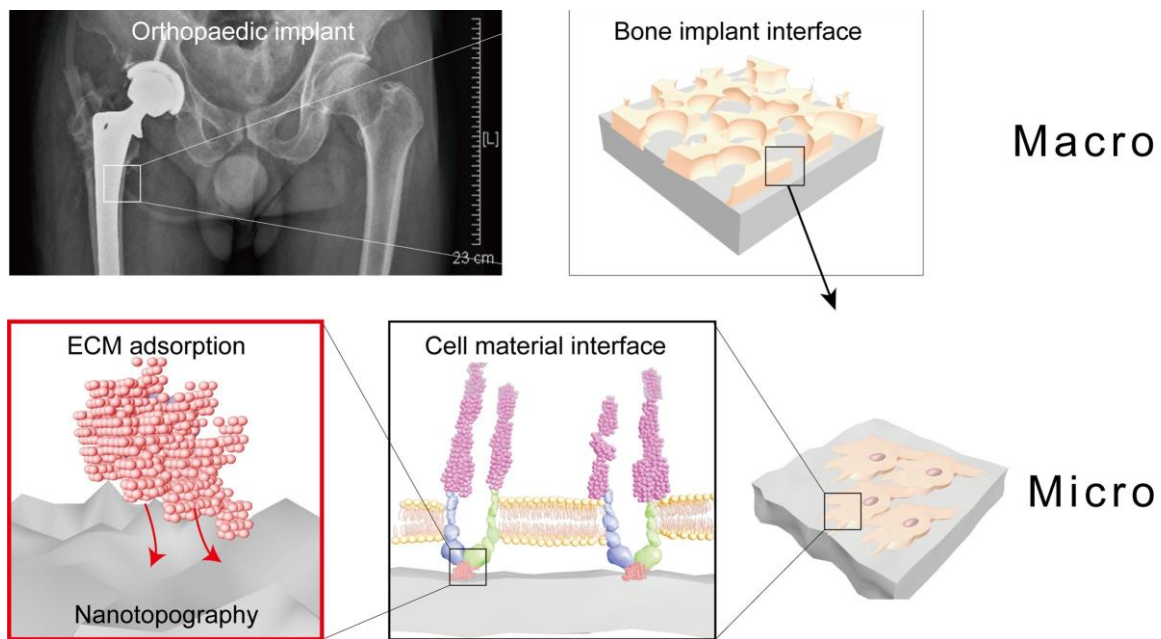 Orthopaedic implant
Bone implant interface
Macro
[L]
23 cm
ECM adsorption
Cell material interface
Micro
Nanotopography